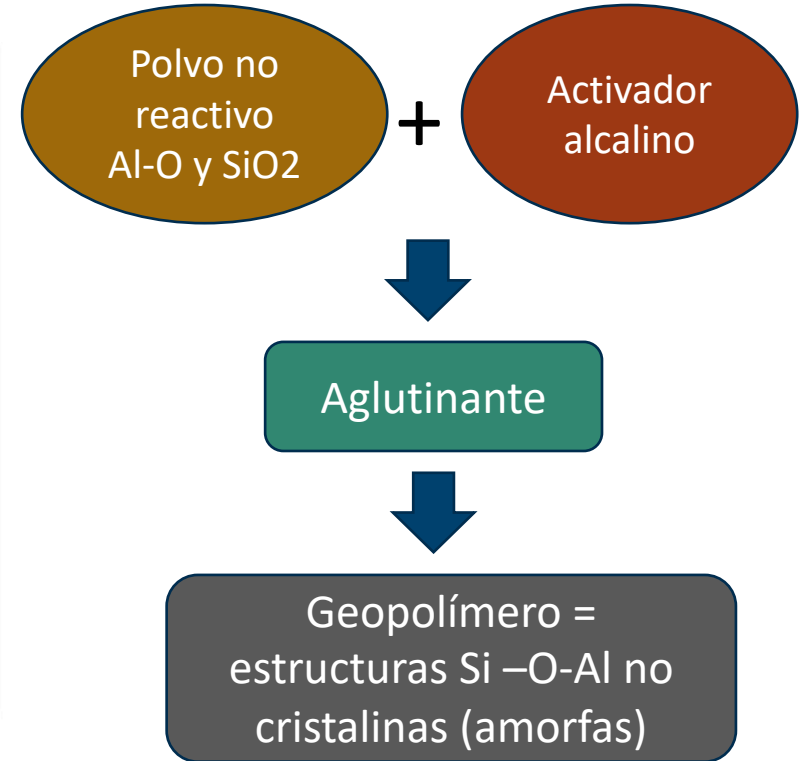 Polvo no
reactivo
Al-O y SiO2
+
Activador
alcalino
Aglutinante
Geopolímero =
estructuras Si –O-Al no
cristalinas (amorfas)